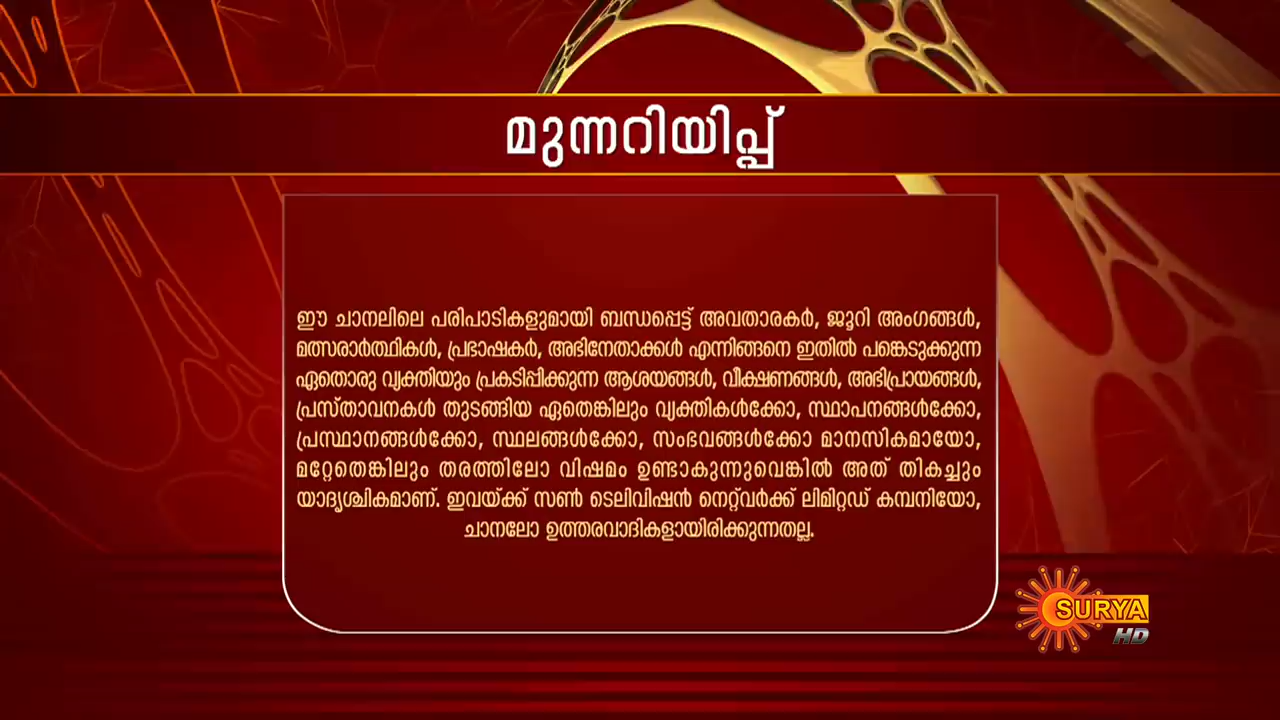 മുന്നറിയിപ്പ്
ഈ ചാനലിലെ പരിപാടികളുമായി ബന്ധപ്പെട്ട് അവതാരകർ, ജൂറി അംഗങ്ങൾ,
മത്സരാർത്ഥികൾ, പ്രഭാഷകർ, അഭിനേതാക്കൾ എന്നിങ്ങനെ ഇതിൽ പങ്കെടുക്കുന്ന
ഏതൊരു വ്യക്തിയും പ്രകടിപ്പിക്കുന്ന ആശയങ്ങൾ, വീക്ഷണങ്ങൾ, അഭിപ്രായങ്ങൾ,
പ്രസ്താവനകൾ തുടങ്ങിയ ഏതെങ്കിലും വ്യക്തികൾക്കോ, സ്ഥാപനങ്ങൾക്കോ,
പ്രസ്ഥാനങ്ങൾക്കോ, സ്ഥലങ്ങൾക്കോ, സംഭവങ്ങൾക്കോ മാനസികമായോ,
മറ്റേതെങ്കിലും തരത്തിലോ വിഷമം ഉണ്ടാകുന്നുവെങ്കിൽ അത് തികച്ചും
യാദൃശ്ചികമാണ്. ഇവയ്ക്ക് സൺ ടെലിവിഷൻ നെറ്റ്‌വർക്ക് ലിമിറ്റഡ് കമ്പനിയോ,
ചാനലോ ഉത്തരവാദികളായിരിക്കുന്നതല്ല.
SURYA
HD